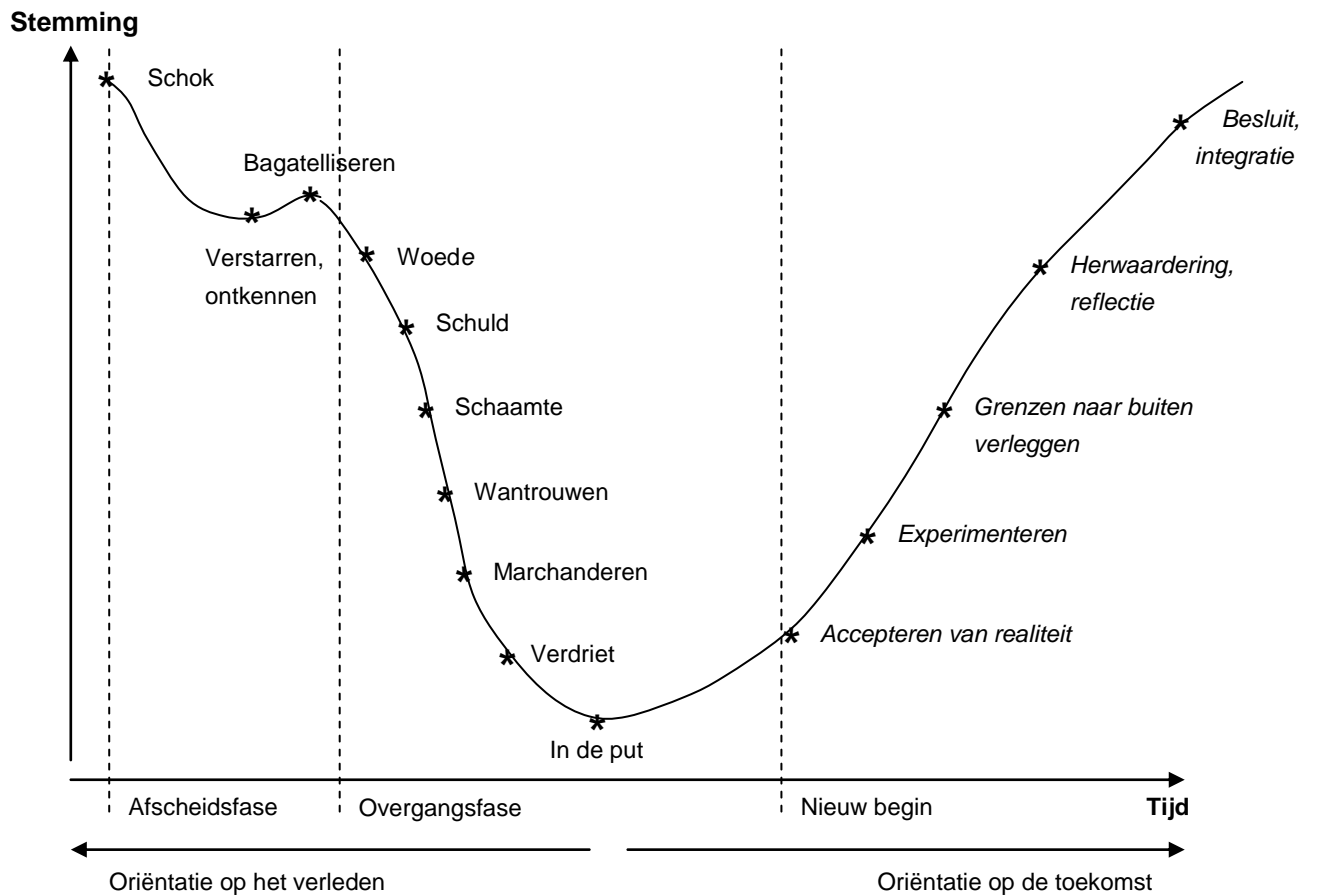 Stemming
Schok
Bagatelliseren
Verstarren,
ontkennen
Woede
Schuld
Schaamte
Wantrouwen
Marchanderen
Verdriet
In de put
Besluit,
integratie
Herwaardering,
reflectie
Grenzen naar buiten
verleggen
Experimenteren
Accepteren van realiteit
Afscheidsfase
Overgangsfase
Nieuw begin
Tijd
Oriëntatie op het verleden
Oriëntatie op de toekomst